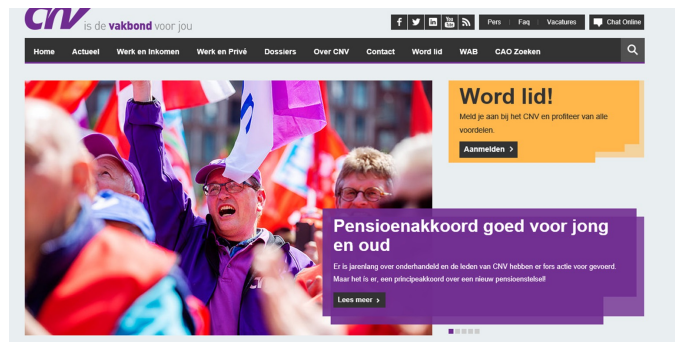 CNV is de vakbond voor jou
f You Tube Pers Faq Vacatures Chat Online
Home Actueel Werk en Inkomen Werk en Privé Dossiers Over CNV Contact Word lid WAB CAO Zoeken
Word lid!
Meld je aan bij het CNV en profiteer van alle
voordelen.
Aanmelden >
Pensioenakkoord goed voor jong
en oud
Er is jarenlang over onderhandeld en de leden van CNV hebben er fors actie voor gevoerd.
Maar het is er, een principeakkoord over een nieuw pensioenstelsel!
Lees meer >